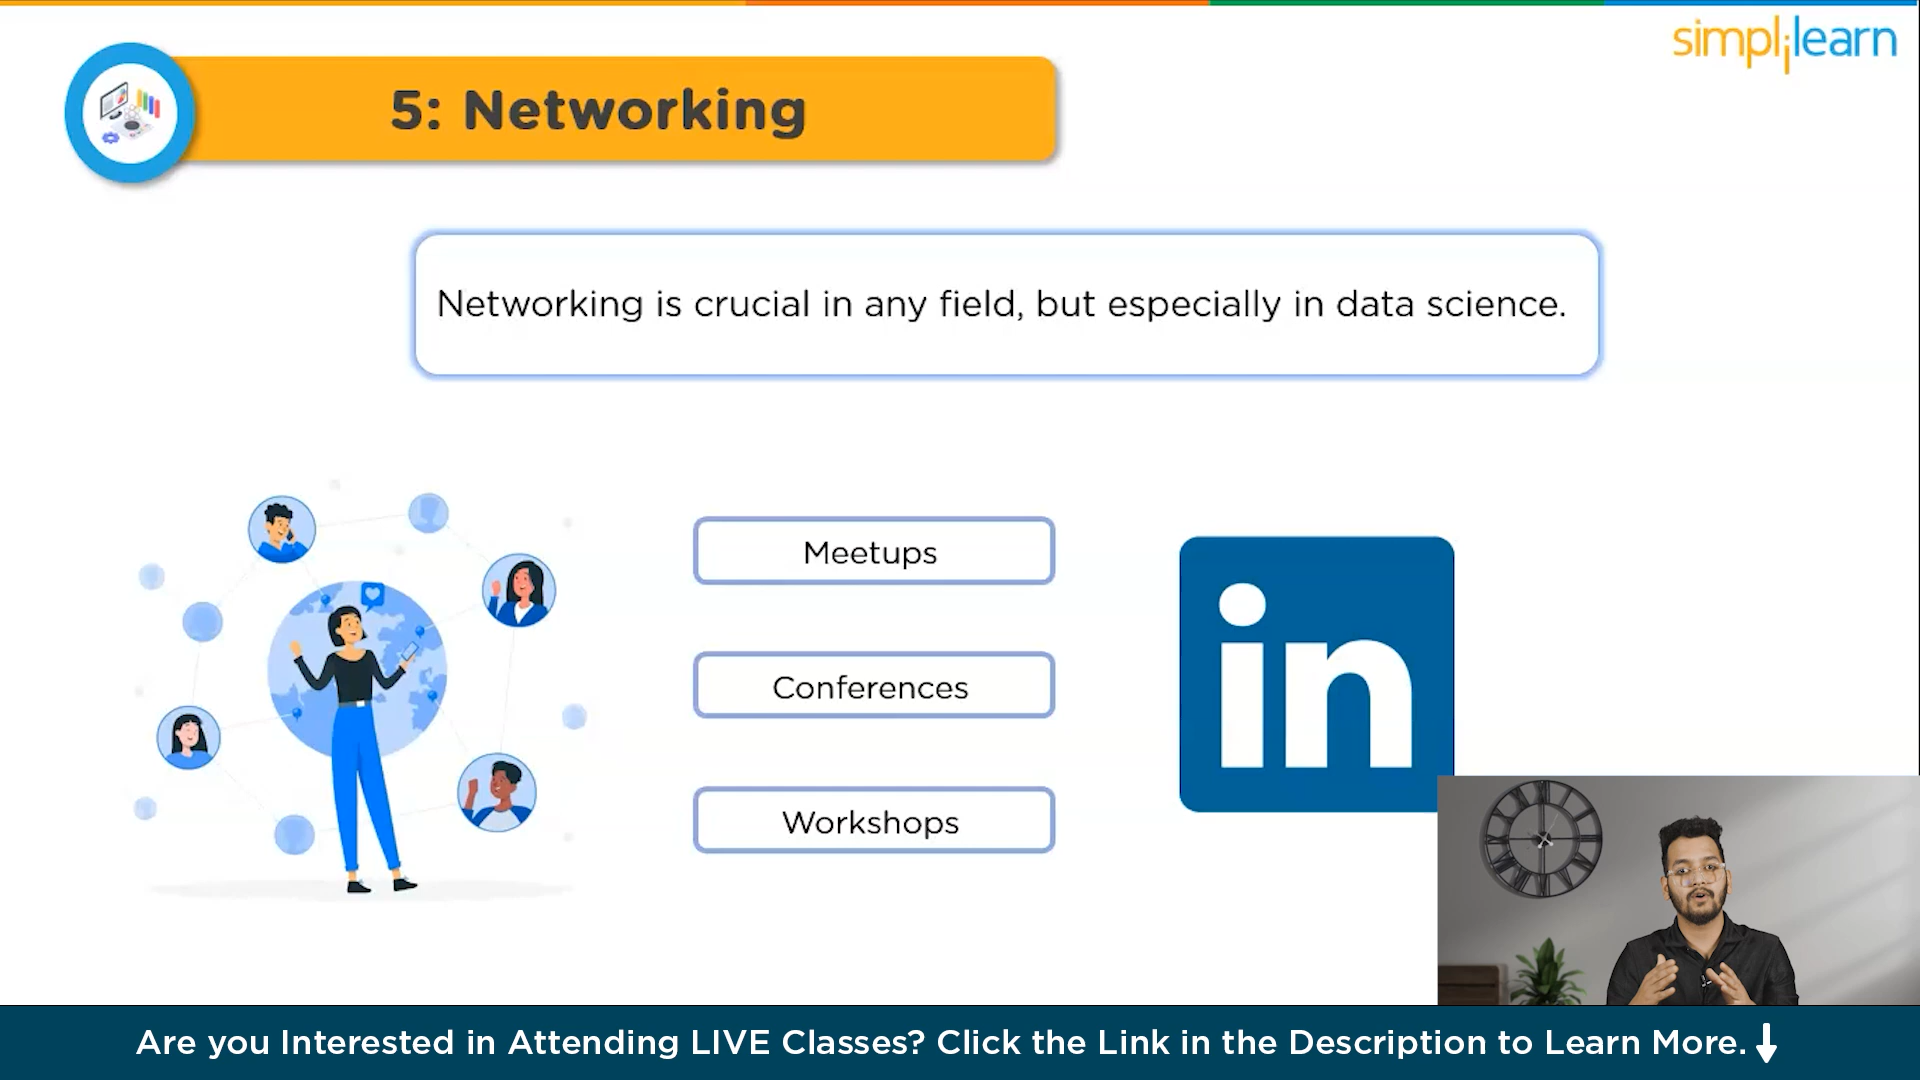 simplilearn
5: Networking
Networking is crucial in any field, but especially in data science.
Meetups
Conferences
Workshops
in
Are you Interested in Attending LIVE Classes? Click the Link in the Description to Learn More.